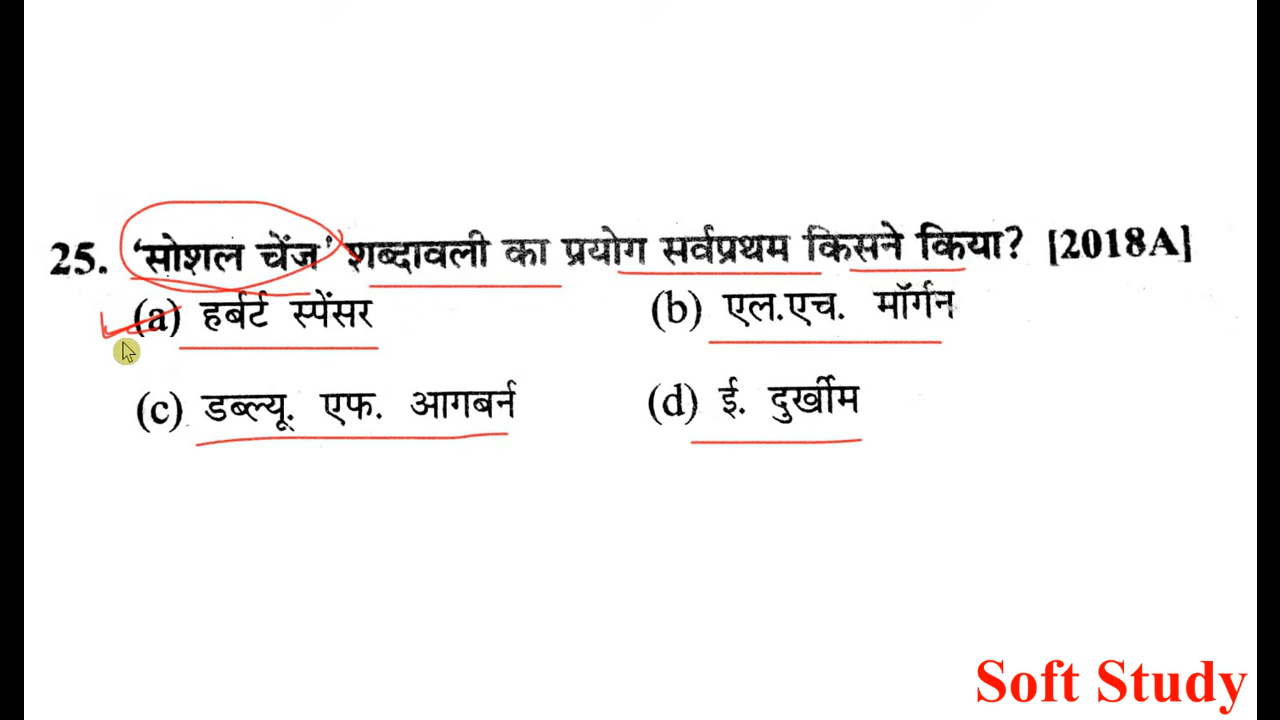 25. 'सोशल चेंज' शब्दावली का प्रयोग सर्वप्रथम किसने किया? [2018A]
(a) हर्बर्ट स्पेंसर (b) एल.एच. मॉर्गन
(c) डब्ल्यू. एफ. आगबर्न (d) ई. दुर्खीम
Soft Study